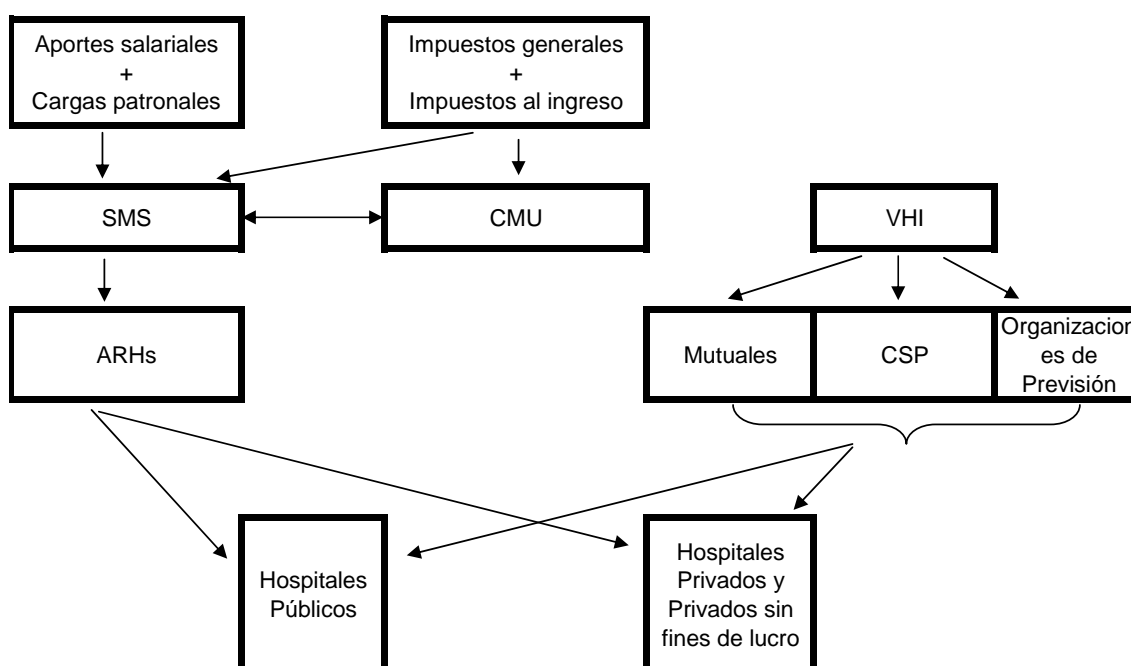 Aportes salariales
+
Cargas patronales
Impuestos generales
+
Impuestos al ingreso
SMS
CMU
VHI
ARHs
Mutuales
CSP
Organizacion
es de
Previsión
Hospitales
Públicos
Hospitales
Privados y
Privados sin
fines de lucro